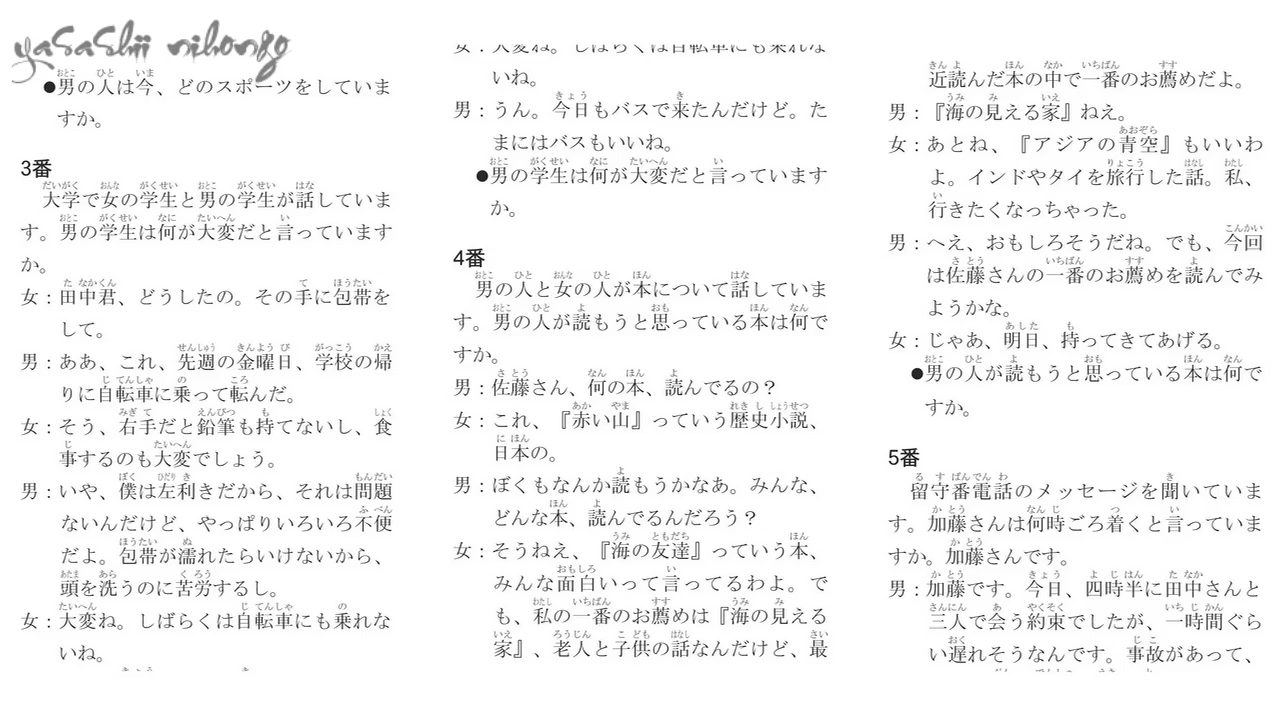 yasashii nihongo
●男の人は今、どのスポーツをしていま
すか。
3番
大学で女の学生と男の学生が話していま
す。男の学生は何が大変だと言っています
か。
女：田中君、どうしたの。その手に包帯を
して。
男：ああ、これ、先週の金曜日、学校の帰
りに自転車に乗って転んだ。
女：そう、右手だと鉛筆も持てないし、食
事するのも大変でしょう。
男：いや、僕は左利きだから、それは問題
ないんだけど、やっぱりいろいろ不便
だよ。包帯が濡れたらいけないから、
頭を洗うのに苦労するし。
女：大変ね。しばらくは自転車にも乗れな
いね。
女：大変ね。しばらくは自転車にも乗れな
いね。
男：うん。今日もバスで来たんだけど。た
まにはバスもいいね。
●男の学生は何が大変だと言っています
か。
4番
男の人と女の人が本について話していま
す。男の人が読もうと思っている本は何で
すか。
男：佐藤さん、何の本、読んでるの？
女：これ、『赤い山』っていう歴史小説、
日本の。
男：ぼくもなんか読もうかなあ。みんな、
どんな本、読んでるんだろう？
女：そうねえ、『海の友達』っていう本、
みんな面白いって言ってるわよ。で
も、私の一番のお薦めは『海の見える
家』、老人と子供の話なんだけど、最
近読んだ本の中で一番のお薦めだよ。
男：『海の見える家』ねえ。
女：あとね、『アジアの青空』もいいわ
よ。インドやタイを旅行した話。私、
行きたくなっちゃった。
男：へえ、おもしろそうだね。でも、今回
は佐藤さんの一番のお薦めを読んでみ
ようかな。
女：じゃあ、明日、持ってきてあげる。
●男の人が読もうと思っている本は何で
すか。
5番
留守番電話のメッセージを聞いていま
す。加藤さんは何時ごろ着くと言っていま
すか。加藤さんです。
男：加藤です。今日、四時半に田中さんと
三人で会う約束でしたが、一時間ぐら
い遅れそうなんです。事故があって、